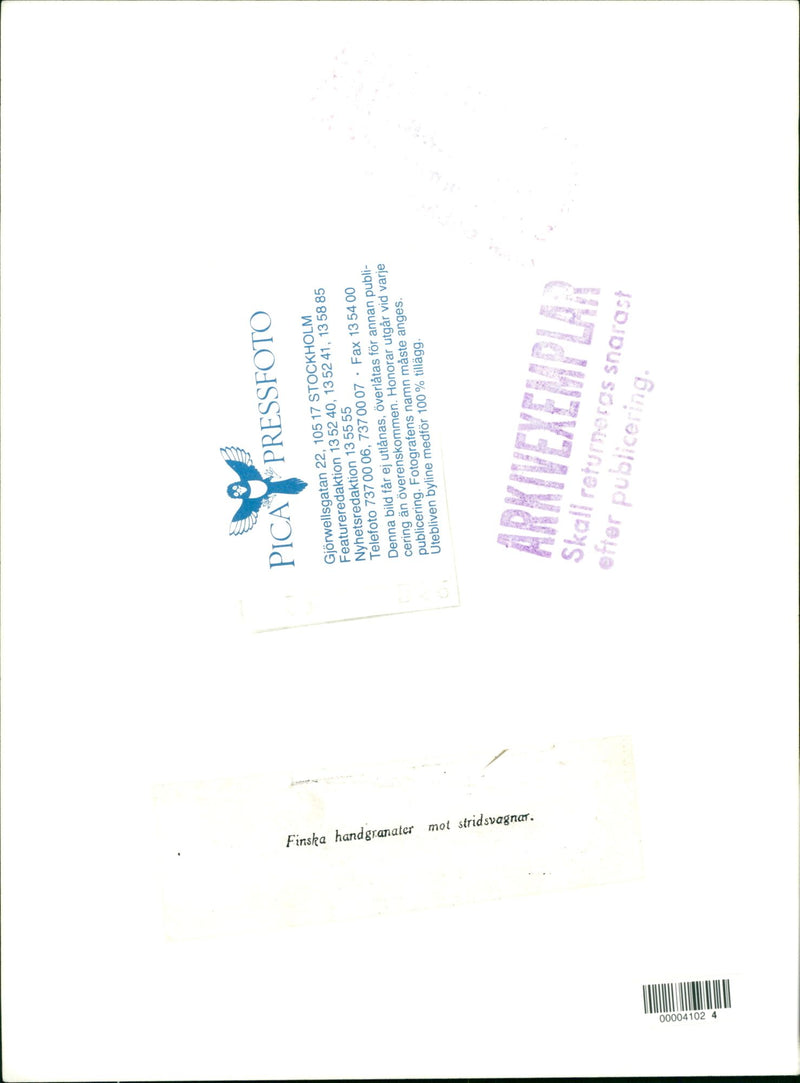 PICA PRESSFOTO
Gjörwellsgatan 22, 105 17 STOCKHOLM
Featureredaktion 13 52 40, 13 52 41, 13 58 85
Nyhetsredaktion 13 55 55
Telefoto 737 00 06, 737 00 07 · Fax 13 54 00
Denna bild får ej utlånas, överlåtas för annan publi-
cering än överenskommen. Honorar utgår vid varje
publicering. Fotografens namn måste anges.
Utebliven byline medför 100 % tillägg.
ARKIVEXEMPLAR
Skall returneras snarast
efter publicering.
Finska handgranater mot stridsvagnar.
00004102 4